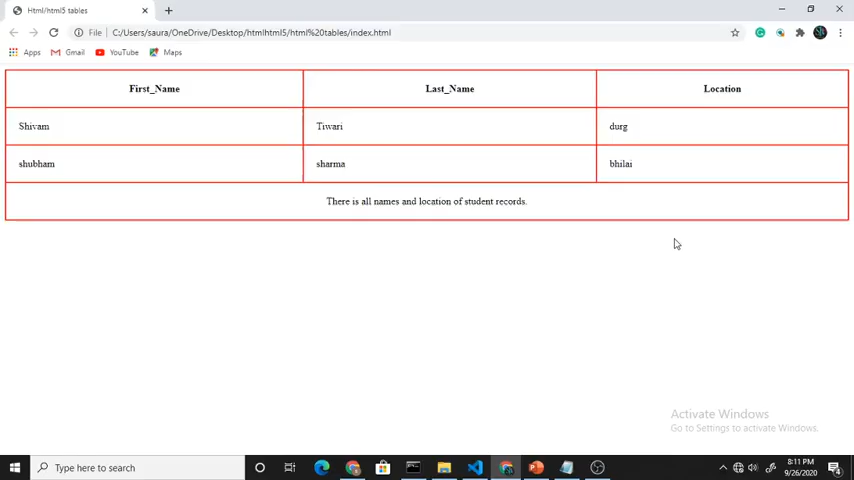 Html/html5 tables
File
C:/Users/saura/OneDrive/Desktop/htmlhtml5/html%20tables/index.html
Apps Gmail YouTube Maps
First_Name Last_Name Location
Shivam Tiwari durg
shubham sharma bhilai
There is all names and location of student records.
Activate Windows
Go to Settings to activate Windows.
Type here to search
8:11 PM
9/26/2020
4